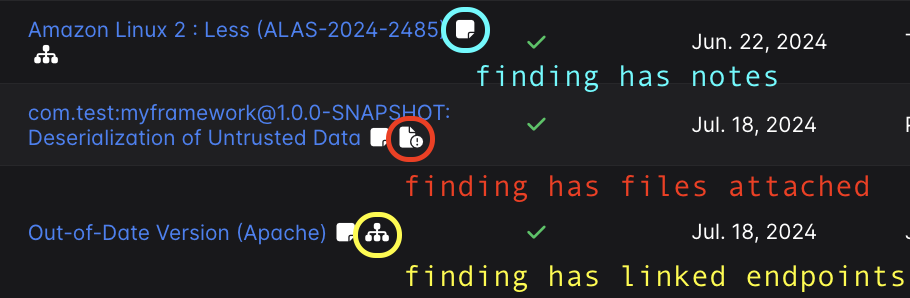 Amazon Linux 2 : Less (ALAS-2024-2485)
Jun. 22, 2024
finding has notes
com.test:myframework@1.0.0-SNAPSHOT:
Deserialization of Untrusted Data
Jul. 18, 2024
finding has files attached
Out-of-Date Version (Apache)
Jul. 18, 2024
finding has linked endpoints